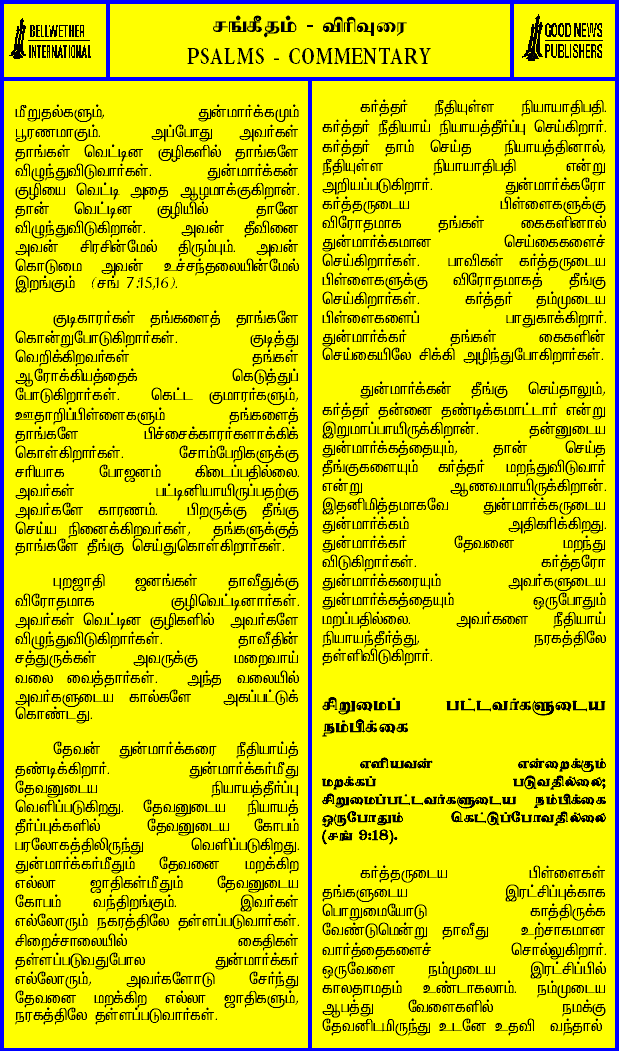 BELLWETHER
INTERNATIONAL
சங்கீதம் - விரிவுரை
PSALMS - COMMENTARY
GOOD NEWS
PUBLISHERS
மீறுதல்களும், துன்மார்க்கமும்
பூரணமாகும். அப்போது அவர்கள்
தாங்கள் வெட்டின குழிகளில் தாங்களே
விழுந்துவிடுவார்கள். துன்மார்க்கன்
குழியை வெட்டி அதை ஆழமாக்குகிறான்.
தான் வெட்டின குழியில் தானே
விழுந்துவிடுகிறான். அவன் தீவினை
அவன் சிரசின்மேல் திரும்பும். அவன்
கொடுமை அவன் உச்சந்தலையின்மேல்
இறங்கும் (சங் 7:15,16).
குடிகாரர்கள் தங்களைத் தாங்களே
கொன்றுபோடுகிறார்கள். குடித்து
வெறிக்கிறவர்கள் தங்கள்
ஆரோக்கியத்தைக் கெடுத்துப்
போடுகிறார்கள். கெட்ட குமாரர்களும்,
ஊதாறிப்பிள்ளைகளும் தங்களைத்
தாங்களே பிச்சைக்காரர்களாக்கிக்
கொள்கிறார்கள். சோம்பேறிகளுக்கு
சரியாக போஜனம் கிடைப்பதில்லை.
அவர்கள் பட்டினியாயிருப்பதற்கு
அவர்களே காரணம். பிறருக்கு தீங்கு
செய்ய நினைக்கிறவர்கள், தங்களுக்குத்
தாங்களே தீங்கு செய்துகொள்கிறார்கள்.
புறஜாதி ஜனங்கள் தாவீதுக்கு
விரோதமாக குழிவெட்டினார்கள்.
அவர்கள் வெட்டின குழிகளில் அவர்களே
விழுந்துவிடுகிறார்கள். தாவீதின்
சத்துருக்கள் அவருக்கு மறைவாய்
வலை வைத்தார்கள். அந்த வலையில்
அவர்களுடைய கால்களே அகப்பட்டுக்
கொண்டது.
தேவன் துன்மார்க்கரை நீதியாய்த்
தண்டிக்கிறார். துன்மார்க்கர்மீது
தேவனுடைய நியாயத்தீர்ப்பு
வெளிப்படுகிறது. தேவனுடைய நியாயத்
தீர்ப்புக்களில் தேவனுடைய கோபம்
பரலோகத்திலிருந்து வெளிப்படுகிறது.
துன்மார்க்கர்மீதும் தேவனை மறக்கிற
எல்லா ஜாதிகள்மீதும் தேவனுடைய
கோபம் வந்திறங்கும். இவர்கள்
எல்லோரும் நகரத்திலே தள்ளப்படுவார்கள்.
சிறைச்சாலையில் கைதிகள்
தள்ளப்படுவதுபோல துன்மார்க்கர்
எல்லோரும், அவர்களோடு சேர்ந்து
தேவனை மறக்கிற எல்லா ஜாதிகளும்,
நரகத்திலே தள்ளப்படுவார்கள்.
கர்த்தர் நீதியுள்ள நியாயாதிபதி.
கர்த்தர் நீதியாய் நியாயத்தீர்ப்பு செய்கிறார்.
கர்த்தர் தாம் செய்த நியாயத்தினால்,
நீதியுள்ள நியாயாதிபதி என்று
அறியப்படுகிறார். துன்மார்க்கரோ
கர்த்தருடைய பிள்ளைகளுக்கு
விரோதமாக தங்கள் கைகளினால்
துன்மார்க்கமான செய்கைகளைச்
செய்கிறார்கள். பாவிகள் கர்த்தருடைய
பிள்ளைகளுக்கு விரோதமாகத் தீங்கு
செய்கிறார்கள். கர்த்தர் தம்முடைய
பிள்ளைகளைப் பாதுகாக்கிறார்.
துன்மார்க்கர் தங்கள் கைகளின்
செய்கையிலே சிக்கி அழிந்துபோகிறார்கள்.
துன்மார்க்கன் தீங்கு செய்தாலும்,
கர்த்தர் தன்னை தண்டிக்கமாட்டார் என்று
இறுமாப்பாயிருக்கிறான். தன்னுடைய
துன்மார்க்கத்தையும், தான் செய்த
தீங்குகளையும் கர்த்தர் மறந்துவிடுவார்
என்று ஆணவமாயிருக்கிறான்.
இதனிமித்தமாகவே துன்மார்க்கருடைய
துன்மார்க்கம் அதிகரிக்கிறது.
துன்மார்க்கர் தேவனை மறந்து
விடுகிறார்கள். கர்த்தரோ
துன்மார்க்கரையும் அவர்களுடைய
துன்மார்க்கத்தையும் ஒருபோதும்
மறப்பதில்லை. அவர்களை நீதியாய்
நியாயந்தீர்த்து, நரகத்திலே
தள்ளிவிடுகிறார்.
சிறுமைப் பட்டவர்களுடைய
நம்பிக்கை
எளியவன் என்றைக்கும்
மறக்கப் படுவதில்லை;
சிறுமைப்பட்டவர்களுடைய நம்பிக்கை
ஒருபோதும் கெட்டுப்போவதில்லை
(சங் 9:18).
கர்த்தருடைய பிள்ளைகள்
தங்களுடைய இரட்சிப்புக்காக
பொறுமையோடு காத்திருக்க
வேண்டுமென்று தாவீது உற்சாகமான
வார்த்தைகளைச் சொல்லுகிறார்.
ஒருவேளை நம்முடைய இரட்சிப்பில்
காலதாமதம் உண்டாகலாம். நம்முடைய
ஆபத்து வேளைகளில் நமக்கு
தேவனிடமிருந்து உடனே உதவி வந்தால்